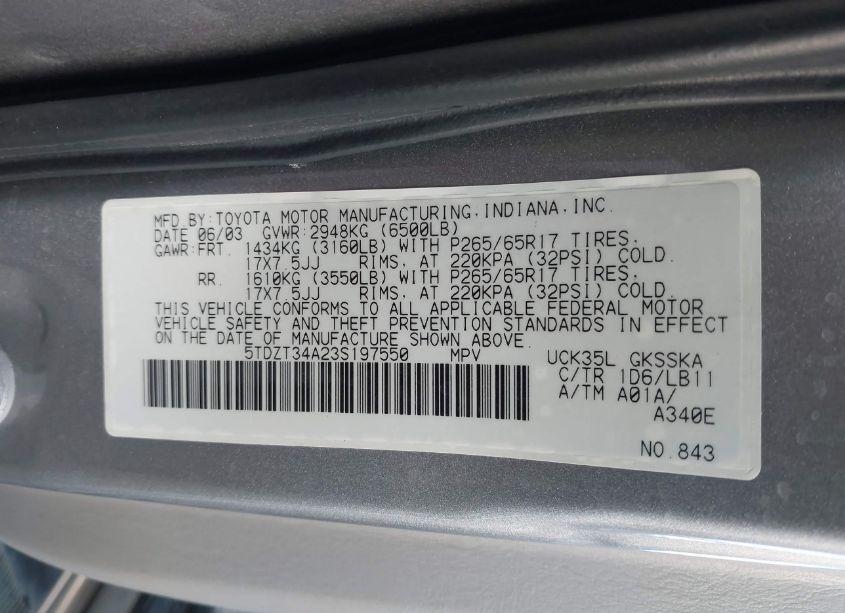 MFD BY:TOYOTA MOTOR MANUFACTURING,INDIANA,INC.
DATE 06/03 GVWR:2948KG (6500LB)
GAWR:FRT. 1434KG (3160LB) WITH P265/65R17 TIRES,
17X7.5JJ RIMS, AT 220KPA (32PSI) COLD.
RR. 1610KG (3550LB) WITH P265/65R17 TIRES,
17X7.5JJ RIMS, AT 220KPA (32PSI) COLD.
THIS VEHICLE CONFORMS TO ALL APPLICABLE FEDERAL MOTOR
VEHICLE SAFETY AND THEFT PREVENTION STANDARDS IN EFFECT
ON THE DATE OF MANUFACTURE SHOWN ABOVE.
5TDZT34A23S197550 MPV UCK35L GKSSKA
C/TR 1D6/LB11
A/TM A01A/
A340E
NO.843